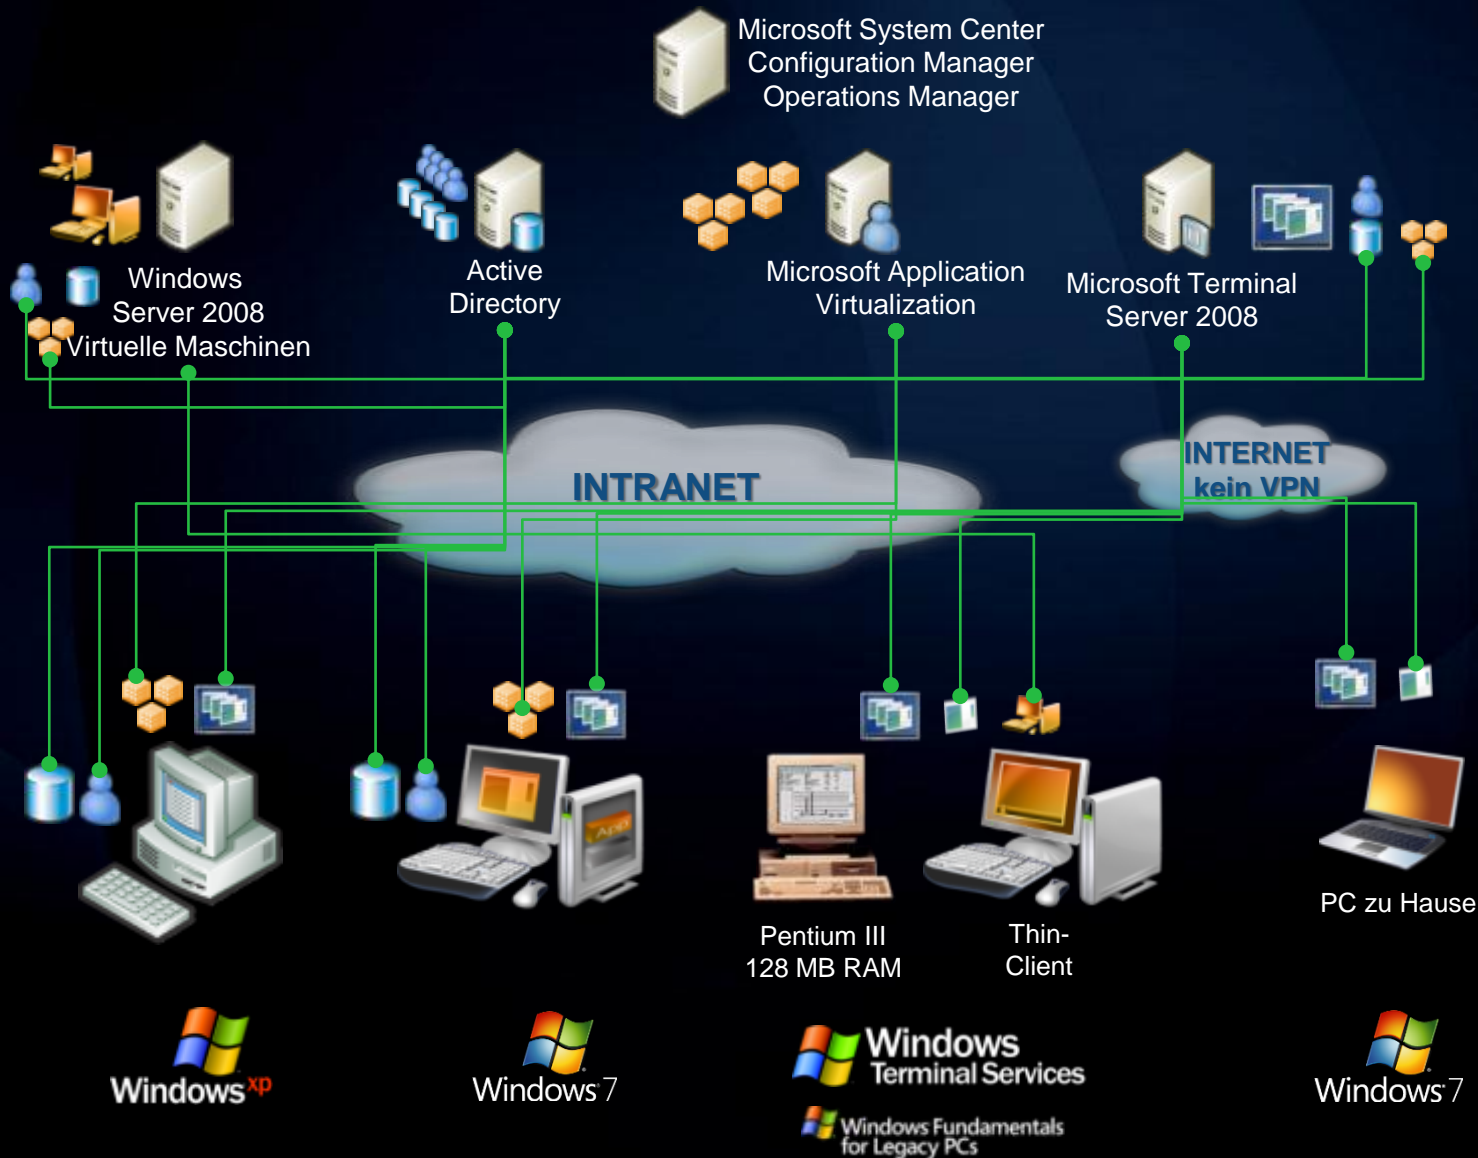 Microsoft System Center
Configuration Manager
Operations Manager
Windows
Server 2008
Virtuelle Maschinen
Active
Directory
Microsoft Application
Virtualization
Microsoft Terminal
Server 2008
INTRANET
INTERNET
kein VPN
App
Pentium III
128 MB RAM
Thin-
Client
PC zu Hause
Windows xp
Windows 7
Windows
Terminal Services
Windows Fundamentals
for Legacy PCs
Windows 7